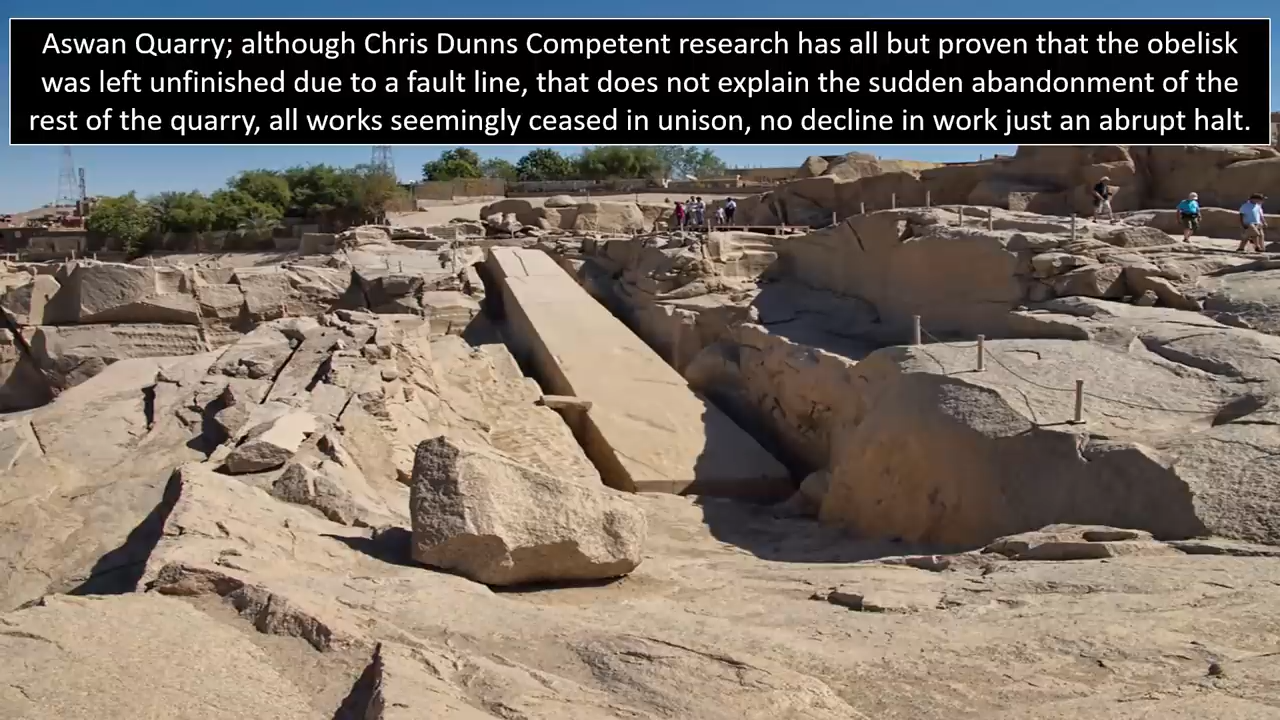 Aswan Quarry; although Chris Dunns Competent research has all but proven that the obelisk
was left unfinished due to a fault line, that does not explain the sudden abandonment of the
rest of the quarry, all works seemingly ceased in unison, no decline in work just an abrupt halt.